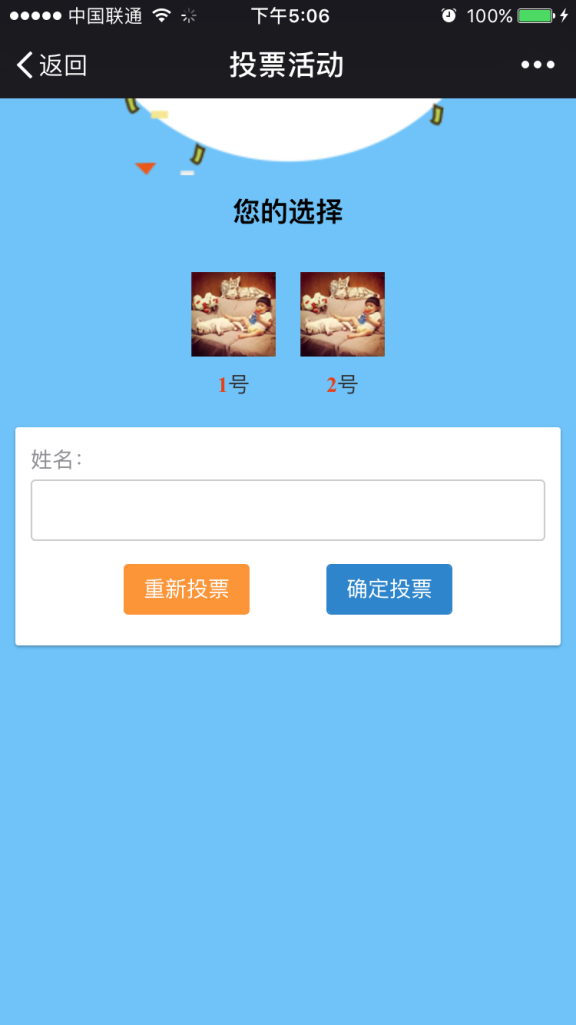 中国联通 下午5:06 100%
返回 投票活动
您的选择
1号 2号
姓名:
重新投票 确定投票